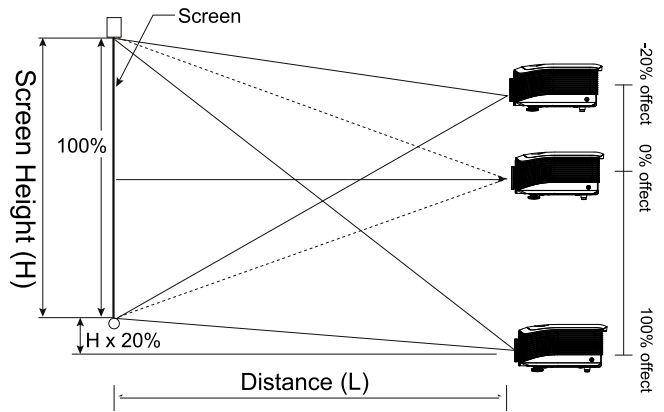 Screen
Screen Height (H)
100%
H x 20%
Distance (L)
-20% offect
0% offect
100% offect